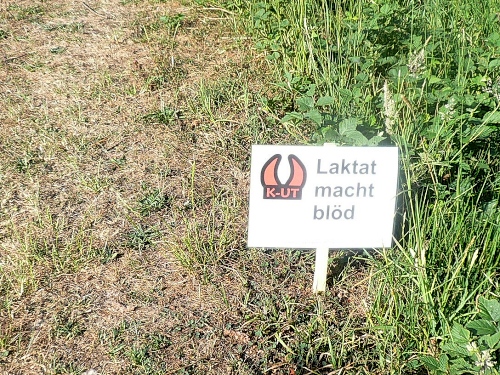 K-UT
Laktat
macht
blöd